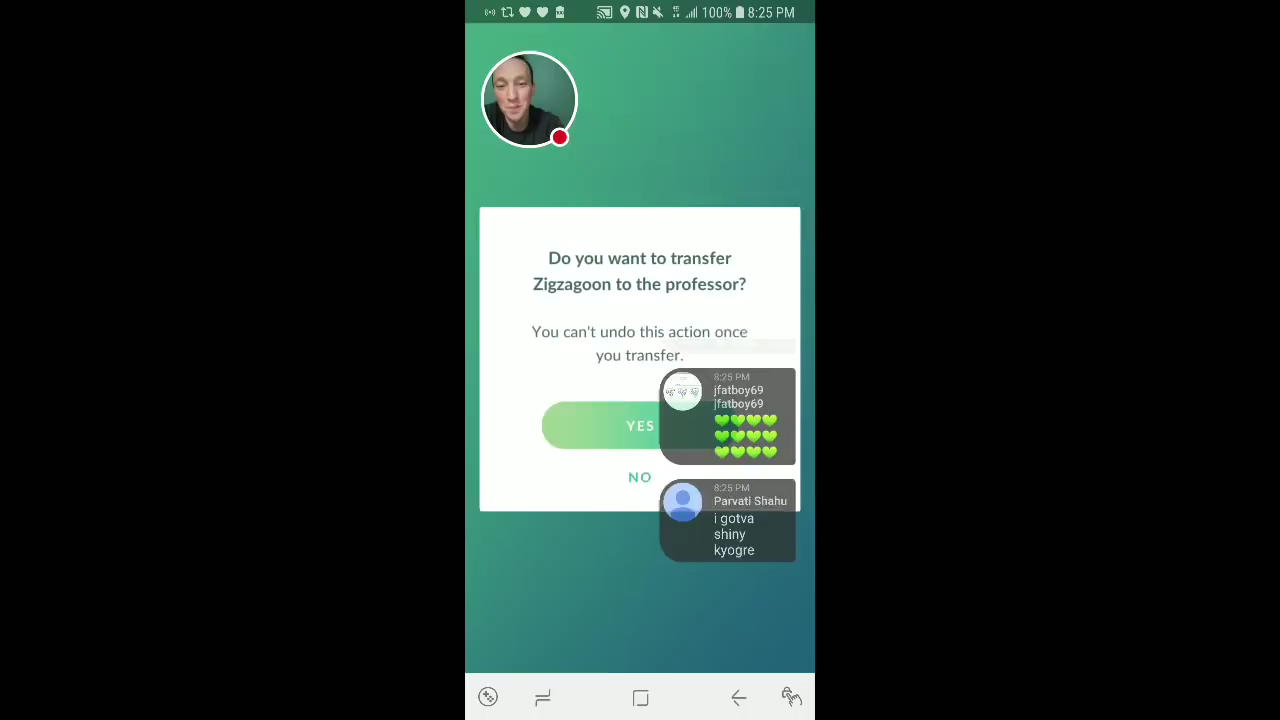 100% 8:25 PM
Do you want to transfer
Zigzagoon to the professor?
You can't undo this action once
you transfer.
8:25 PM
jfatboy69
jfatboy69
💚💚💚💚
💚💚💚💚
💚💚💚💚
YES
NO
8:25 PM
Parvati Shahu
i gotva
shiny
kyogre